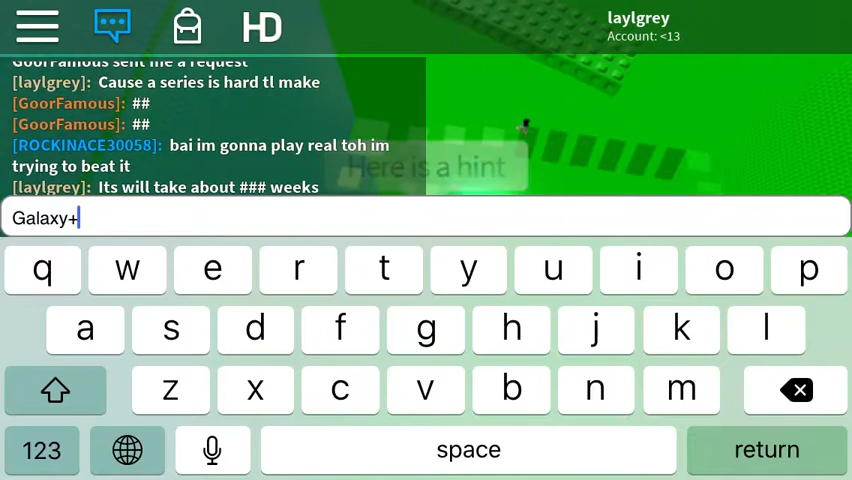 HD
laylgrey
Account: <13
GoorFamous sent me a request
[laylgrey]: Cause a series is hard tl make
[GoorFamous]: ##
[GoorFamous]: ##
[ROCKINACE30058]: bai im gonna play real toh im
trying to beat it
[laylgrey]: Its will take about ### weeks
Here is a hint
Galaxy+
q w e r t y u i o p
a s d f g h j k l
z x c v b n m
123 space return